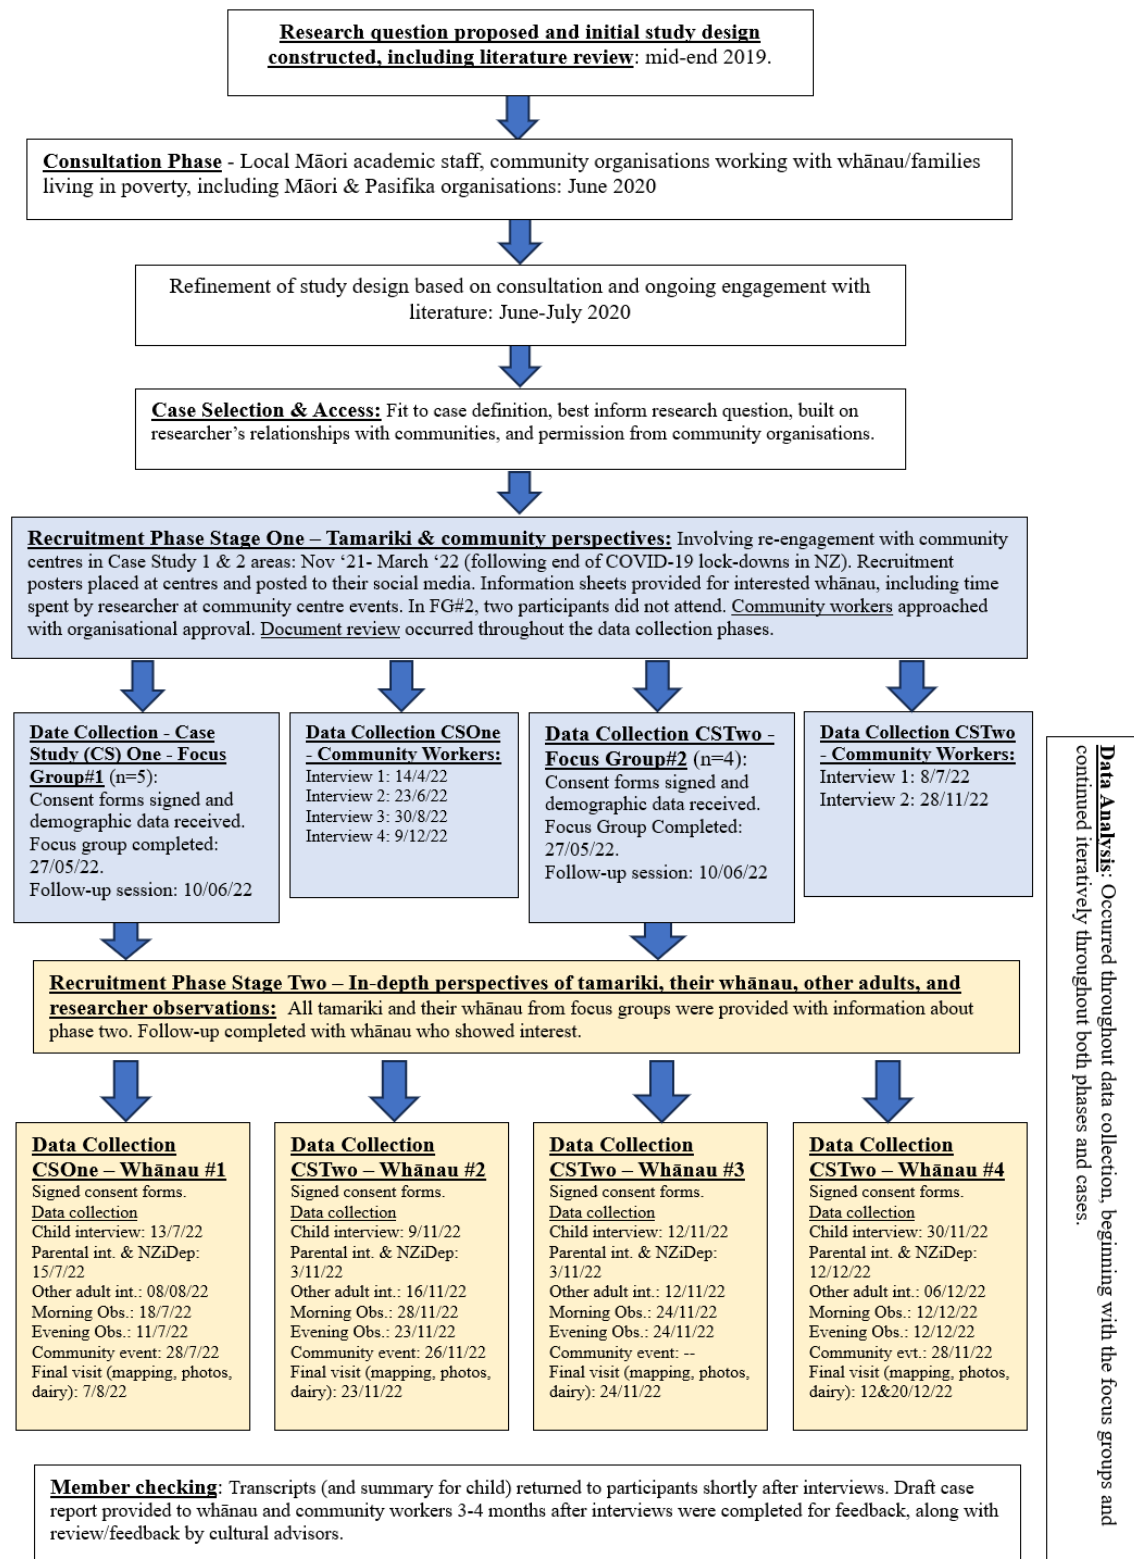 Research question proposed and initial study design
constructed, including literature review: mid-end 2019.
Consultation Phase - Local Māori academic staff, community organisations working with whānau/families
living in poverty, including Māori & Pasifika organisations: June 2020
Refinement of study design based on consultation and ongoing engagement with
literature: June-July 2020
Case Selection & Access: Fit to case definition, best inform research question, built on
researcher's relationships with communities, and permission from community organisations.
Recruitment Phase Stage One – Tamariki & community perspectives: Involving re-engagement with community
centres in Case Study 1 & 2 areas: Nov ‘21- March ‘22 (following end of COVID-19 lock-downs in NZ). Recruitment
posters placed at centres and posted to their social media. Information sheets provided for interested whānau, including time
spent by researcher at community centre events. In FG#2, two participants did not attend. Community workers approached
with organisational approval. Document review occurred throughout the data collection phases.
Date Collection - Case
Study (CS) One - Focus
Group#1 (n=5):
Consent forms signed and
demographic data received.
Focus group completed:
27/05/22.
Follow-up session: 10/06/22
Data Collection CSOne
- Community Workers:
Interview 1: 14/4/22
Interview 2: 23/6/22
Interview 3: 30/8/22
Interview 4: 9/12/22
Data Collection CSTwo -
Focus Group#2 (n=4):
Consent forms signed and
demographic data received.
Focus Group Completed:
27/05/22.
Follow-up session: 10/06/22
Data Collection CSTwo
- Community Workers:
Interview 1: 8/7/22
Interview 2: 28/11/22
Data Analysis: Occurred throughout data collection, beginning with the focus groups and
continued iteratively throughout both phases and cases.
Recruitment Phase Stage Two – In-depth perspectives of tamariki, their whānau, other adults, and
researcher observations: All tamariki and their whānau from focus groups were provided with information about
phase two. Follow-up completed with whānau who showed interest.
Data Collection
CSOne – Whānau #1
Signed consent forms.
Data collection
Child interview: 13/7/22
Parental int. & NZiDep:
15/7/22
Other adult int.: 08/08/22
Morning Obs.: 18/7/22
Evening Obs.: 11/7/22
Community event: 28/7/22
Final visit (mapping, photos,
dairy): 7/8/22
Data Collection
CSTwo – Whānau #2
Signed consent forms.
Data collection
Child interview: 9/11/22
Parental int. & NZiDep:
3/11/22
Other adult int.: 16/11/22
Morning Obs.: 28/11/22
Evening Obs.: 23/11/22
Community event: 26/11/22
Final visit (mapping, photos,
dairy): 23/11/22
Data Collection
CSTwo – Whānau #3
Signed consent forms.
Data collection
Child interview: 12/11/22
Parental int. & NZiDep:
3/11/22
Other adult int.: 12/11/22
Morning Obs.: 24/11/22
Evening Obs.: 24/11/22
Community event: --
Final visit (mapping, photos,
dairy): 24/11/22
Data Collection
CSTwo – Whānau #4
Signed consent forms.
Data collection
Child interview: 30/11/22
Parental int. & NZiDep:
12/12/22
Other adult int.: 06/12/22
Morning Obs.: 12/12/22
Evening Obs.: 12/12/22
Community evt.: 28/11/22
Final visit (mapping, photos,
dairy): 12&20/12/22
Member checking: Transcripts (and summary for child) returned to participants shortly after interviews. Draft case
report provided to whānau and community workers 3-4 months after interviews were completed for feedback, along with
review/feedback by cultural advisors.